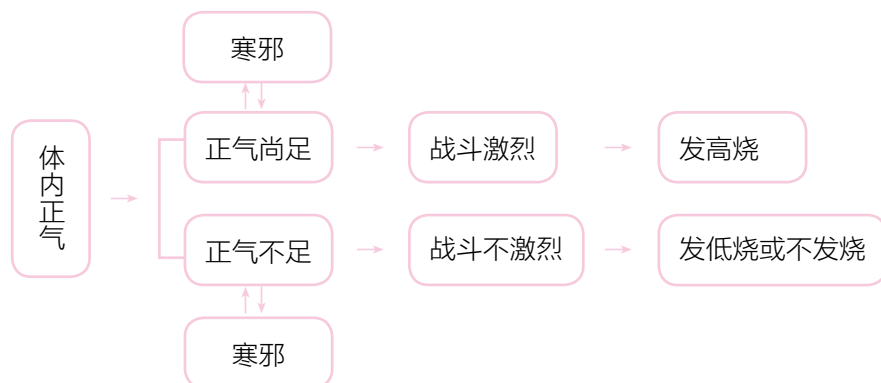 寒邪
体内正气
正气尚足
战斗激烈
发高烧
正气不足
战斗不激烈
发低烧或不发烧
寒邪